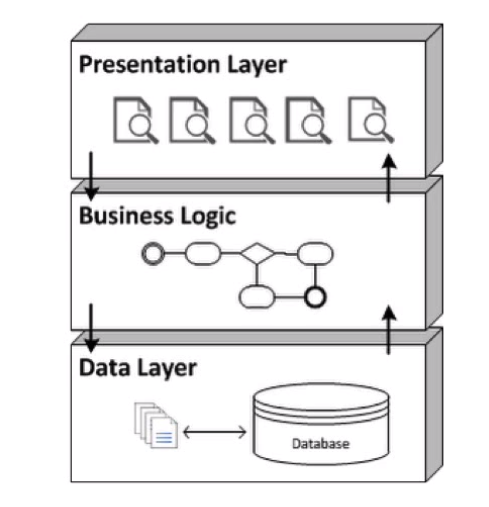 Presentation Layer
Business Logic
Data Layer
Database